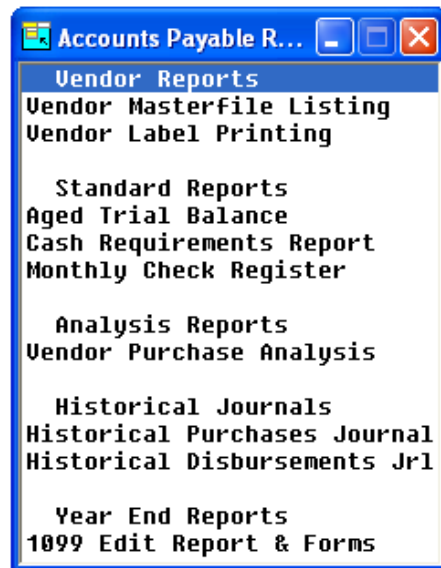 Accounts Payable R...
Vendor Reports
Vendor Masterfile Listing
Vendor Label Printing
Standard Reports
Aged Trial Balance
Cash Requirements Report
Monthly Check Register
Analysis Reports
Vendor Purchase Analysis
Historical Journals
Historical Purchases Journal
Historical Disbursements Jrl
Year End Reports
1099 Edit Report & Forms